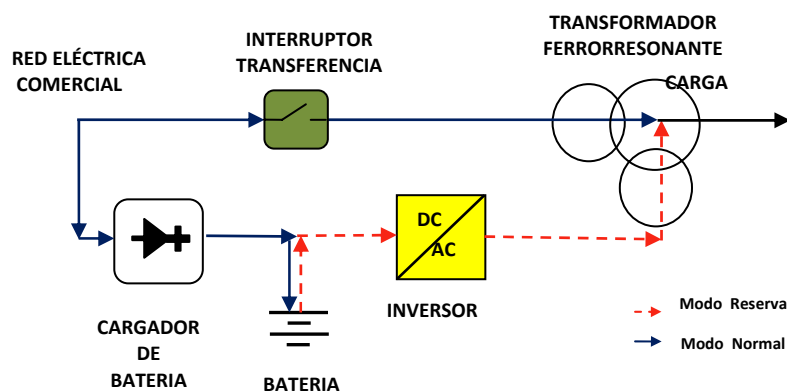 TRANSFORMADOR
FERRORRESONANTE
CARGA
INTERRUPTOR
TRANSFERENCIA
RED ELÉCTRICA
COMERCIAL
DC
AC
INVERSOR
CARGADOR
DE
BATERIA
BATERIA
Modo Reserva
Modo Normal